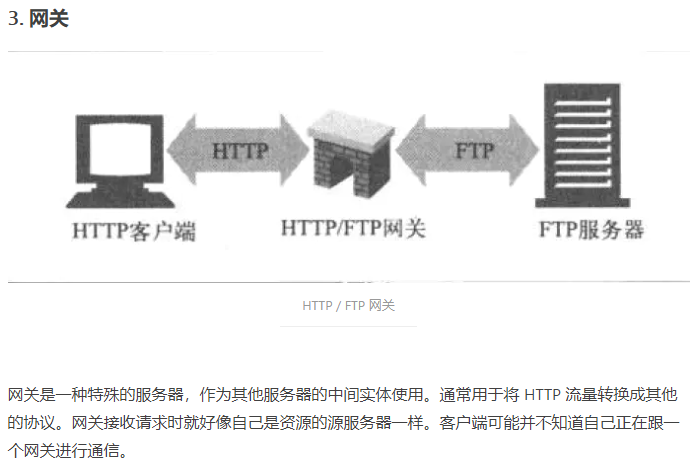 3. 网关
HTTP
FTP
HTTP客户端
HTTP/FTP网关
FTP服务器
HTTP / FTP 网关
网关是一种特殊的服务器，作为其他服务器的中间实体使用。通常用于将 HTTP 流量转换成其他
的协议。网关接收请求时就好像自己是资源的源服务器一样。客户端可能并不知道自己正在跟一
个网关进行通信。